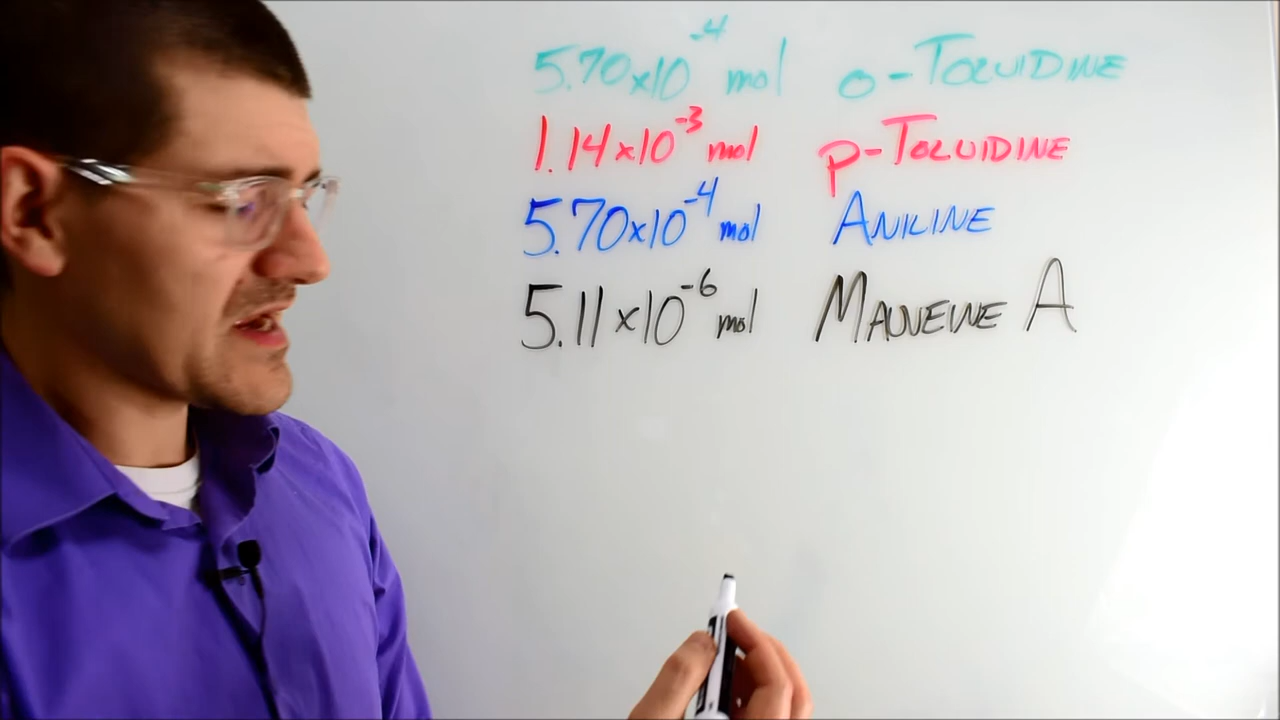 5.70x10⁻⁴ mol o-TOLUIDINE
1.14x10⁻³ mol p-TOLUIDINE
5.70x10⁻⁴ mol ANILINE
5.11x10⁻⁶ mol MAUVEINE A